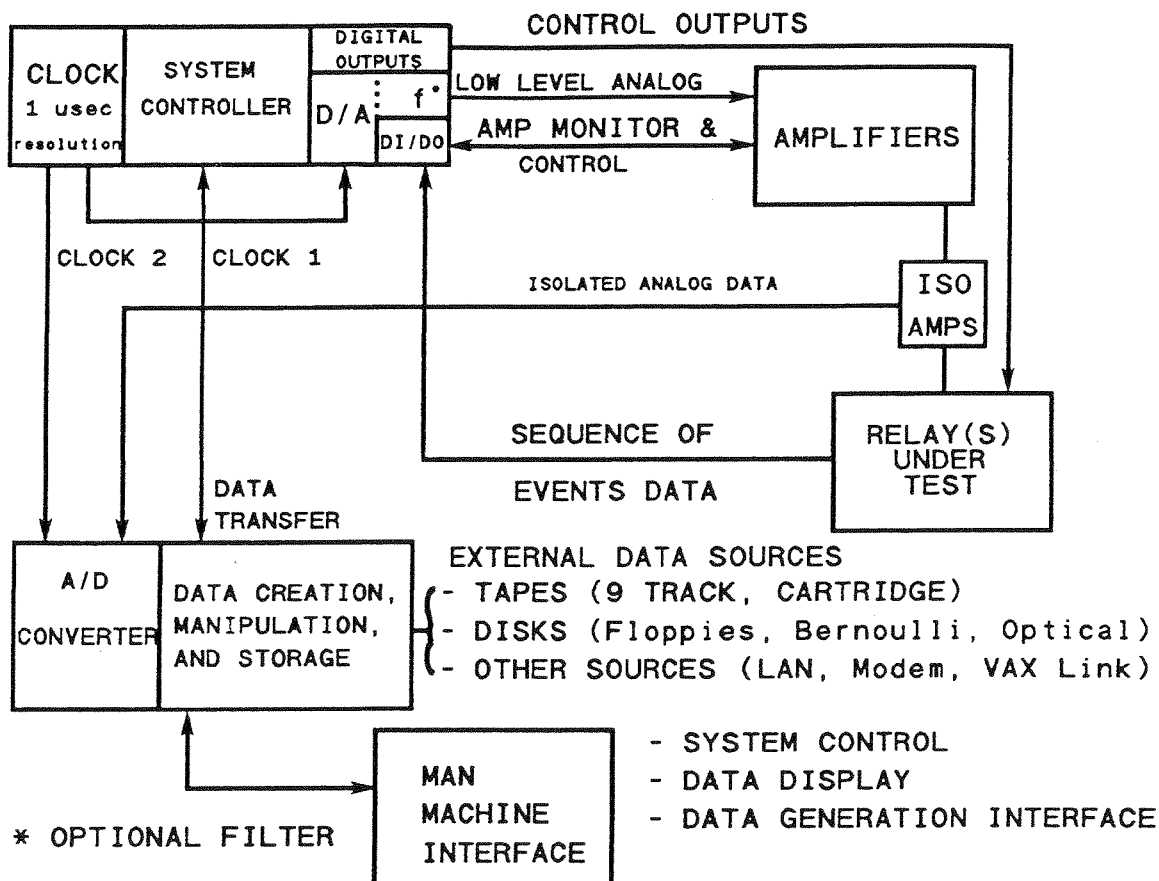 CONTROL OUTPUTS
CLOCK
1 usec
resolution
SYSTEM
CONTROLLER
DIGITAL
OUTPUTS
D/A
f*
DI/DO
LOW LEVEL ANALOG
AMP MONITOR &
CONTROL
AMPLIFIERS
CLOCK 2
CLOCK 1
ISOLATED ANALOG DATA
ISO
AMPS
SEQUENCE OF
EVENTS DATA
RELAY(S)
UNDER
TEST
DATA
TRANSFER
A/D
CONVERTER
DATA CREATION,
MANIPULATION,
AND STORAGE
EXTERNAL DATA SOURCES
- TAPES (9 TRACK, CARTRIDGE)
- DISKS (Floppies, Bernoulli, Optical)
- OTHER SOURCES (LAN, Modem, VAX Link)
MAN
MACHINE
INTERFACE
- SYSTEM CONTROL
- DATA DISPLAY
- DATA GENERATION INTERFACE
* OPTIONAL FILTER